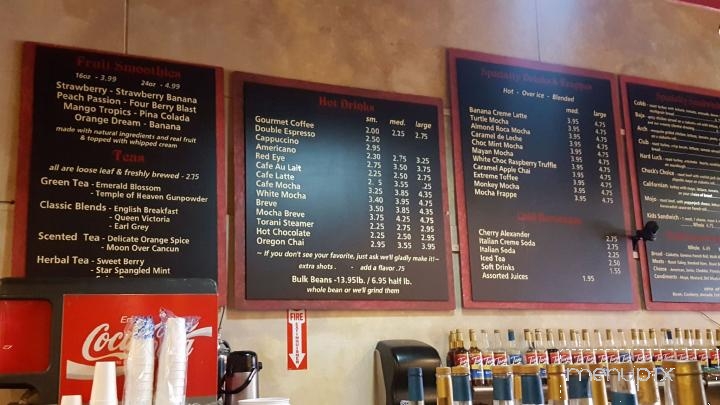 Fruit Smoothies
16oz - 3.99 24oz - 4.99
Strawberry - Strawberry Banana
Peach Passion - Four Berry Blast
Mango Tropics - Pina Colada
Orange Dream - Banana
made with natural ingredients and real fruit
& topped with whipped cream
Teas
all are loose leaf & freshly brewed - 2.75
Green Tea - Emerald Blossom
- Temple of Heaven Gunpowder
Classic Blends - English Breakfast
- Queen Victoria
- Earl Grey
Scented Tea - Delicate Orange Spice
- Moon Over Cancun
Herbal Tea - Sweet Berry
- Star Spangled Mint
Hot Drinks
sm. med. large
Gourmet Coffee 2.00 2.25 2.75
Double Espresso 2.50
Cappuccino 2.95
Americano 2.30 2.75 3.25
Red Eye 2.75 3.50 3.75
Cafe Au Lait 2.25 2.50 2.75
Cafe Latte 2. 5 3.55 .25
Cafe Mocha 3.25 3.85 4.35
White Mocha 3.40 3.95 4.75
Breve 3.50 3.85 4.35
Mocha Breve 3.75 4.25 4.75
Torani Steamer 2.25 2.75 2.95
Hot Chocolate 2.25 2.50 2.95
Oregon Chai 2.95 3.55 3.95
~ If you don't see your favorite, just ask we'll gladly make it!~
extra shots . - add a flavor .75
Bulk Beans -13.95lb. / 6.95 half lb.
whole bean or we'll grind them
Specialty Drinks & Frappes
Hot - Over ice - Blended
med. large
Banana Creme Latte 3.95 4.75
Turtle Mocha 3.95 4.75
Almond Roca Mocha 3.95 4.75
Caramel de Leche 3.95 4.75
Choc Mint Mocha 3.95 4.75
Mayan Mocha 3.95 4.75
White Choc Raspberry Truffle 3.95 4.75
Caramel Apple Chai 3.95 4.75
Extreme Toffee 3.95 4.75
Monkey Mocha 3.95 4.75
Mocha Frappe 3.95 4.75
Cold Beverages
Cherry Alexander 2.75
Italian Creme Soda 2.75
Italian Soda 2.25
Iced Tea 2.50
Soft Drinks 1.55
Assorted Juices 1.95
Specialty
Cobb
Baja
Arch
Club
Hard Luck
Chuck's Choice
Californian
Mojo
Kids Sandwich
Bread
Meats
Cheese
Condiments
FIRE
EXTINGUISHER
Coca-Cola
menupix